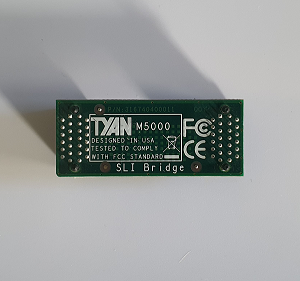 TYAN M5000
DESIGNED IN USA
TESTED TO COMPLY
WITH FCC STANDARD
FC
CE
SLI Bridge